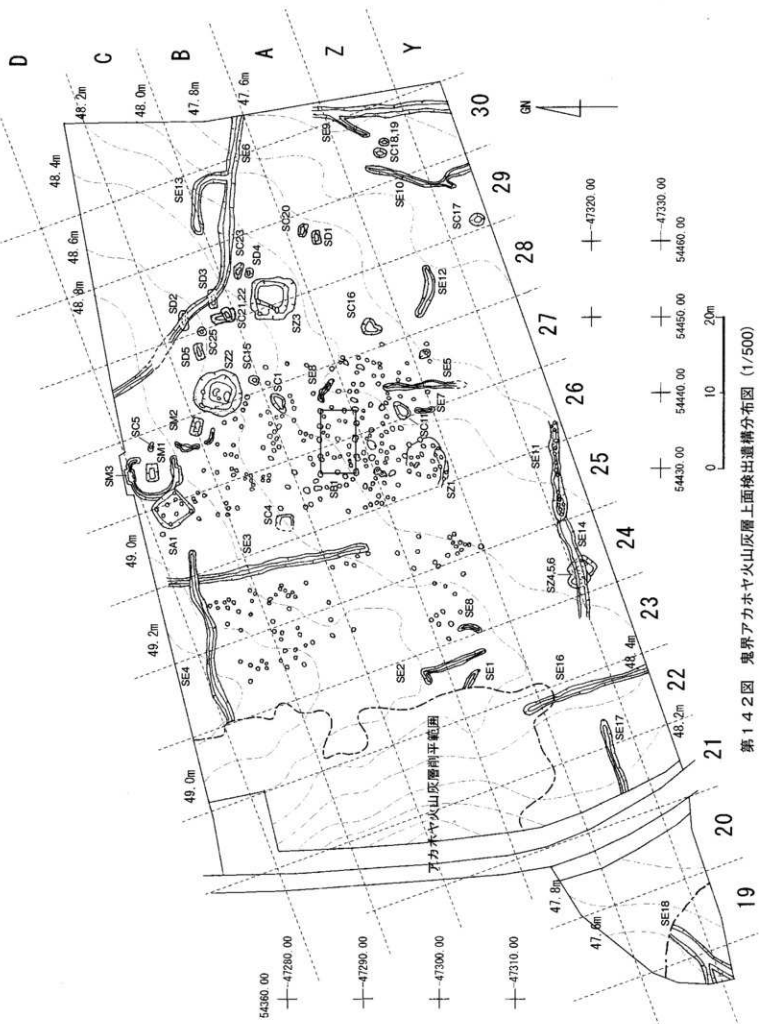 D
C
B
A
Z
Y
48.2m
48.0m
47.8m
47.6m
48.4m
48.6m
48.8m
49.0m
49.2m
49.0m
SE13
SE6
SE9
SC18,19
SE10
SC17
30
29
28
27
26
25
24
23
22
21
20
19
GN
SC20
SD1
SC23
SD4
SD3
SD2
SC21,22
SC25
SD5
SZ3
SZ2
SC15
SC16
SE12
SC1
SE8
SE5
SE7
SC11
SC5
SM2
SM1
SM3
SA1
SC4
SB1
SZ1
SE11
SE14
SZ4,5,6
SE3
SE4
SE8
SE2
SE1
SE16
SE17
SE18
48.4m
48.2m
47.8m
47.6m
アカホヤ火山灰層削平範囲
54360.00
-47280.00
-47290.00
-47300.00
-47310.00
-47320.00
-47330.00
54460.00
54450.00
54440.00
54430.00
0 10 20m
第142図 鬼界アカホヤ火山灰層上面検出遺構分布図 (1/500)